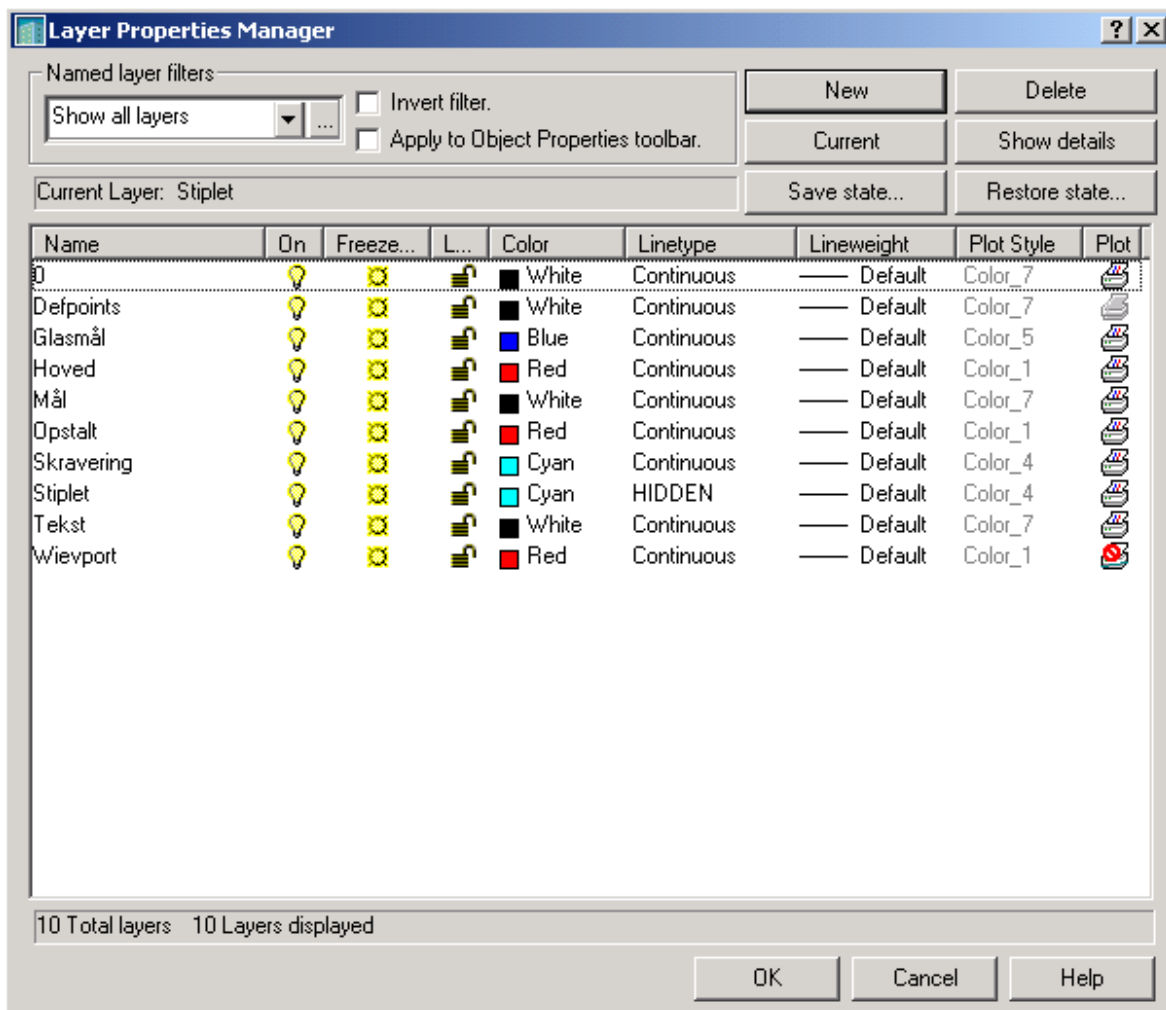 Layer Properties Manager
Named layer filters
Show all layers
...
Invert filter.
Apply to Object Properties toolbar.
New
Delete
Current
Show details
Current Layer: Stiplet
Save state...
Restore state...
Name On Freeze... L... Color Linetype Lineweight Plot Style Plot
0 White Continuous Default Color_7
Defpoints White Continuous Default Color_7
Glasmål Blue Continuous Default Color_5
Hoved Red Continuous Default Color_1
Mål White Continuous Default Color_7
Opstalt Red Continuous Default Color_1
Skravering Cyan Continuous Default Color_4
Stiplet Cyan HIDDEN Default Color_4
Tekst White Continuous Default Color_7
Wievport Red Continuous Default Color_1
10 Total layers 10 Layers displayed
OK Cancel Help